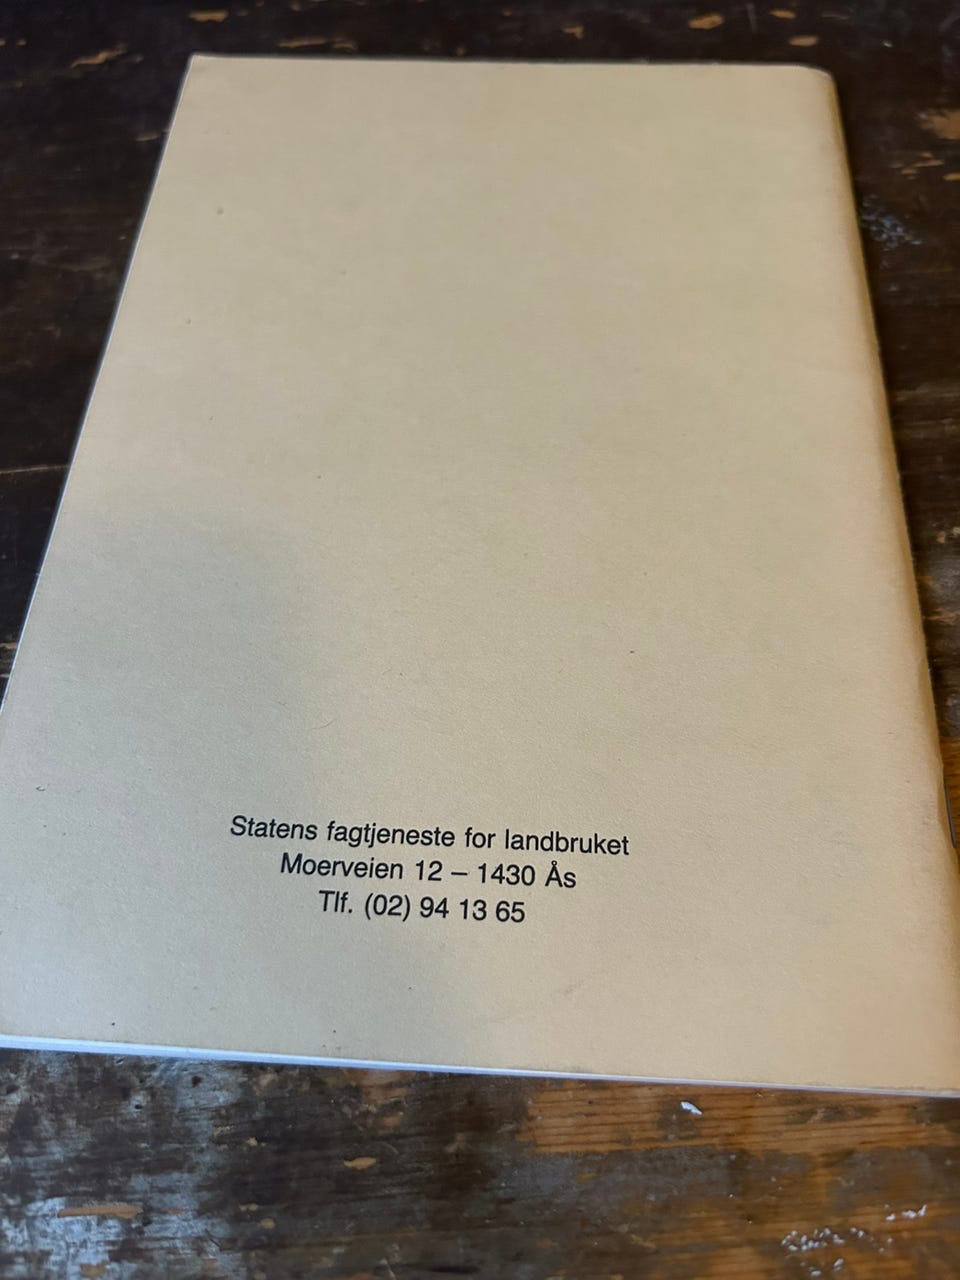 Statens fagtjeneste for landbruket
Moerveien 12 – 1430 Ås
Tlf. (02) 94 13 65